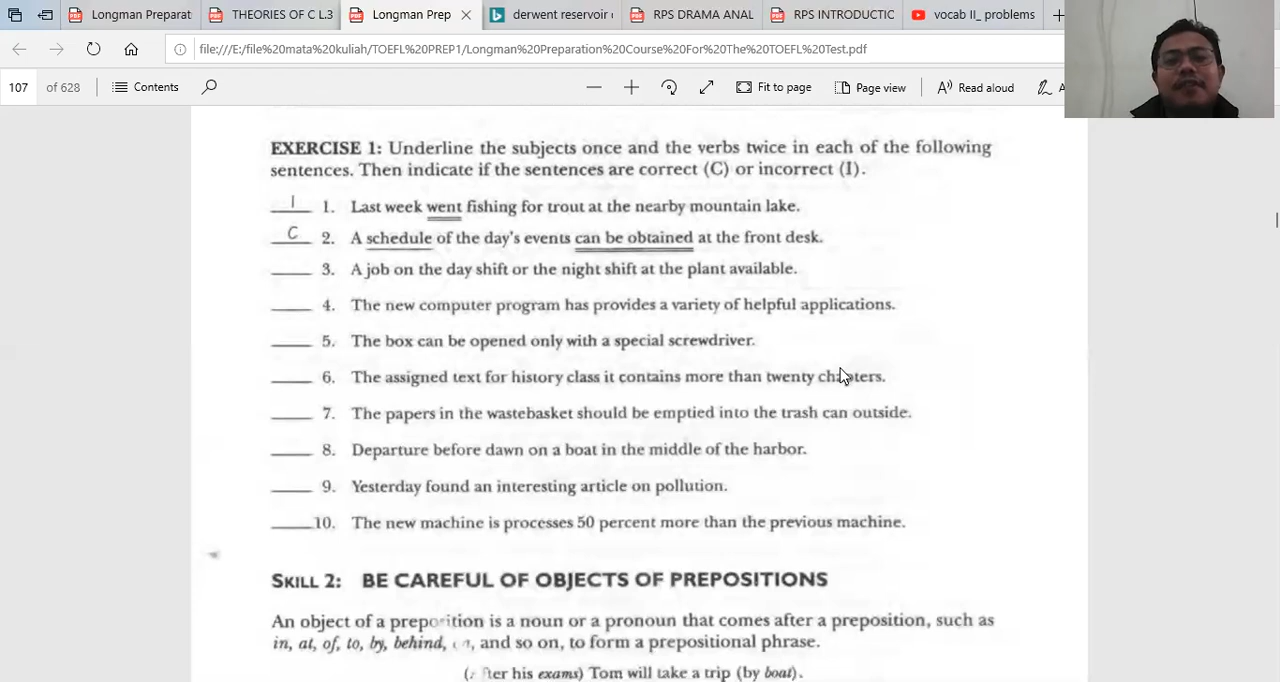 Longman Preparat
THEORIES OF C L.3
Longman Prep
derwent reservoir
RPS DRAMA ANAL
RPS INTRODUCTIC
vocab II_ problems
file:///E:/file%20mata%20kuliah/TOEFL%20PREP1/Longman%20Preparation%20Course%20For%20The%20TOEFL%20Test.pdf
107 of 628 Contents Fit to page Page view Read aloud
EXERCISE 1: Underline the subjects once and the verbs twice in each of the following
sentences. Then indicate if the sentences are correct (C) or incorrect (I).
I 1. Last week went fishing for trout at the nearby mountain lake.
C 2. A schedule of the day's events can be obtained at the front desk.
3. A job on the day shift or the night shift at the plant available.
4. The new computer program has provides a variety of helpful applications.
5. The box can be opened only with a special screwdriver.
6. The assigned text for history class it contains more than twenty chapters.
7. The papers in the wastebasket should be emptied into the trash can outside.
8. Departure before dawn on a boat in the middle of the harbor.
9. Yesterday found an interesting article on pollution.
10. The new machine is processes 50 percent more than the previous machine.
SKILL 2: BE CAREFUL OF OBJECTS OF PREPOSITIONS
An object of a preposition is a noun or a pronoun that comes after a preposition, such as
in, at, of, to, by, behind, and so on, to form a prepositional phrase.
his exams) Tom will take a trip (by boat).